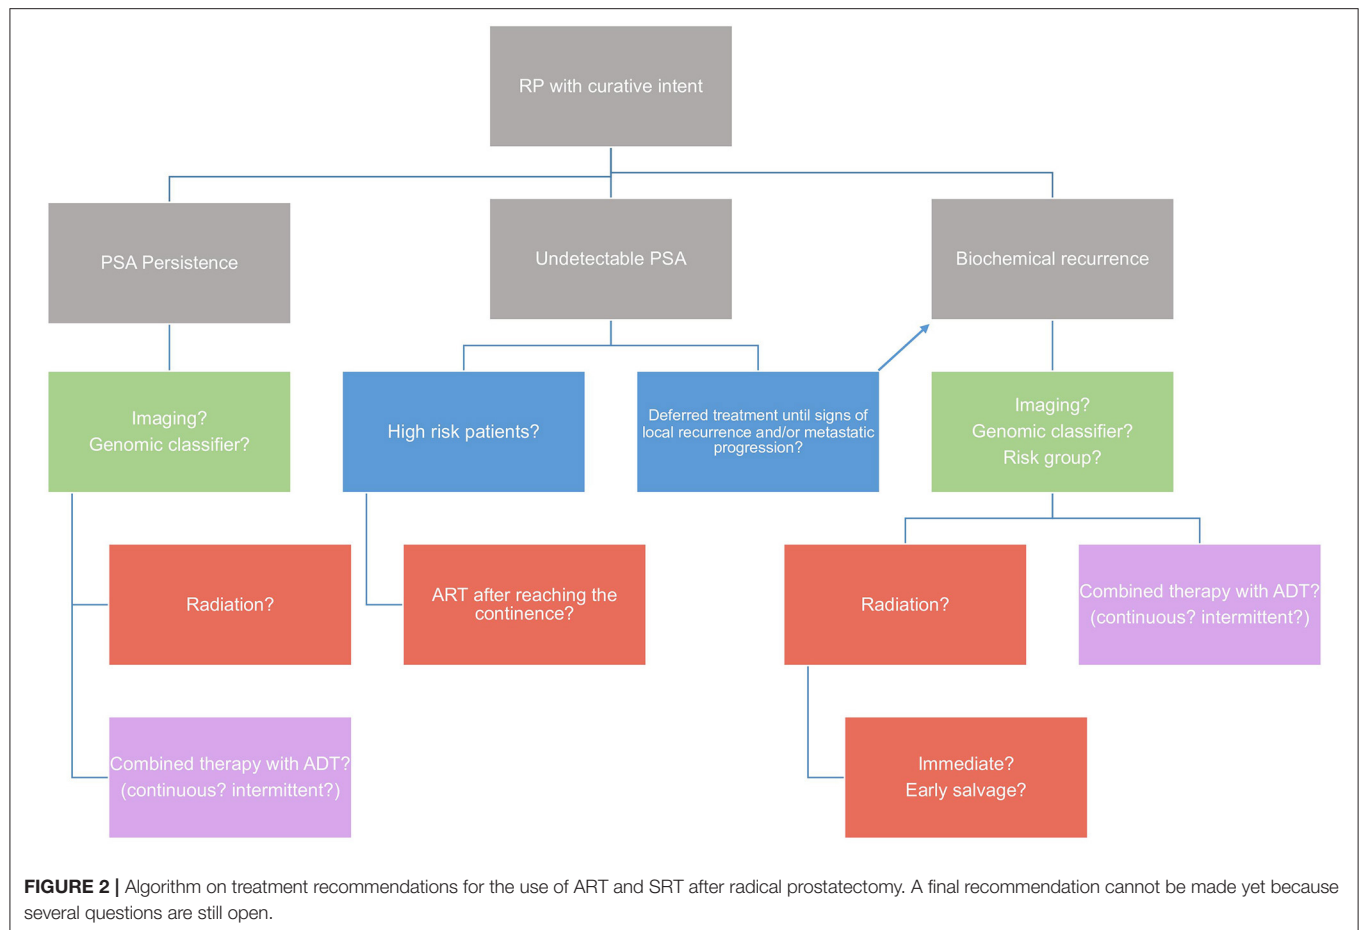 RP with curative intent
PSA Persistence
Undetectable PSA
Biochemical recurrence
Imaging?
Genomic classifier?
High risk patients?
Deferred treatment until signs of
local recurrence and/or metastatic
progression?
Imaging?
Genomic classifier?
Risk group?
Radiation?
ART after reaching the
continence?
Radiation?
Combined therapy with ADT?
(continuous? intermittent?)
Combined therapy with ADT?
(continuous? intermittent?)
Immediate?
Early salvage?
FIGURE 2 | Algorithm on treatment recommendations for the use of ART and SRT after radical prostatectomy. A final recommendation cannot be made yet because
several questions are still open.